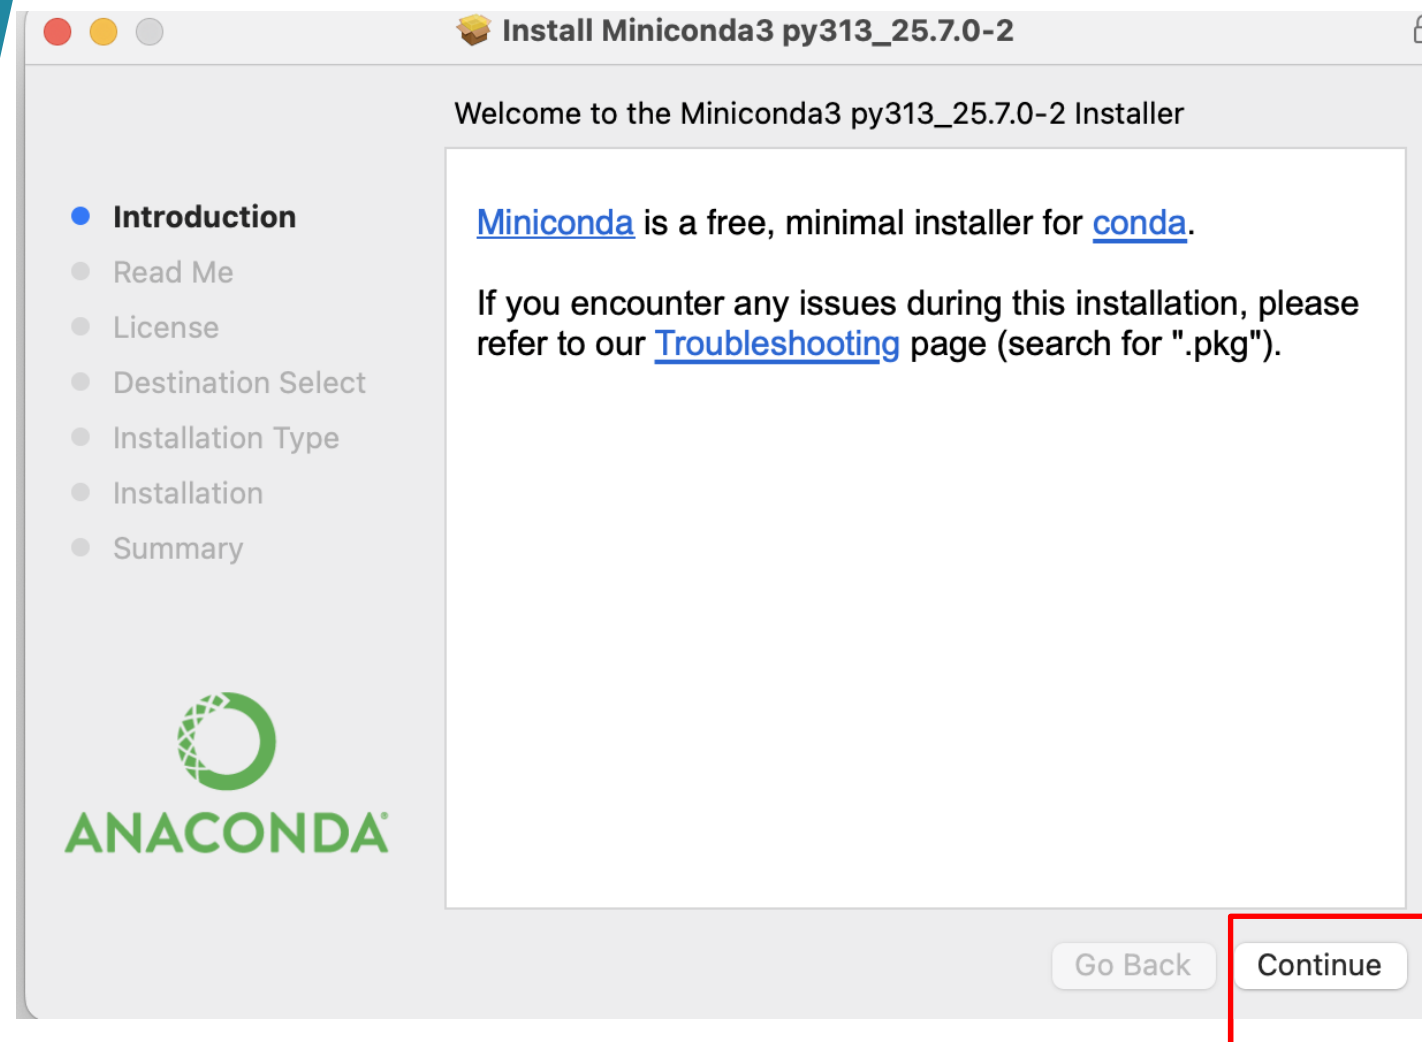 Install Miniconda3 py313_25.7.0-2
Welcome to the Miniconda3 py313_25.7.0-2 Installer
Introduction
Read Me
License
Destination Select
Installation Type
Installation
Summary
Miniconda is a free, minimal installer for conda.
If you encounter any issues during this installation, please
refer to our Troubleshooting page (search for ".pkg").
ANACONDA
Go Back
Continue